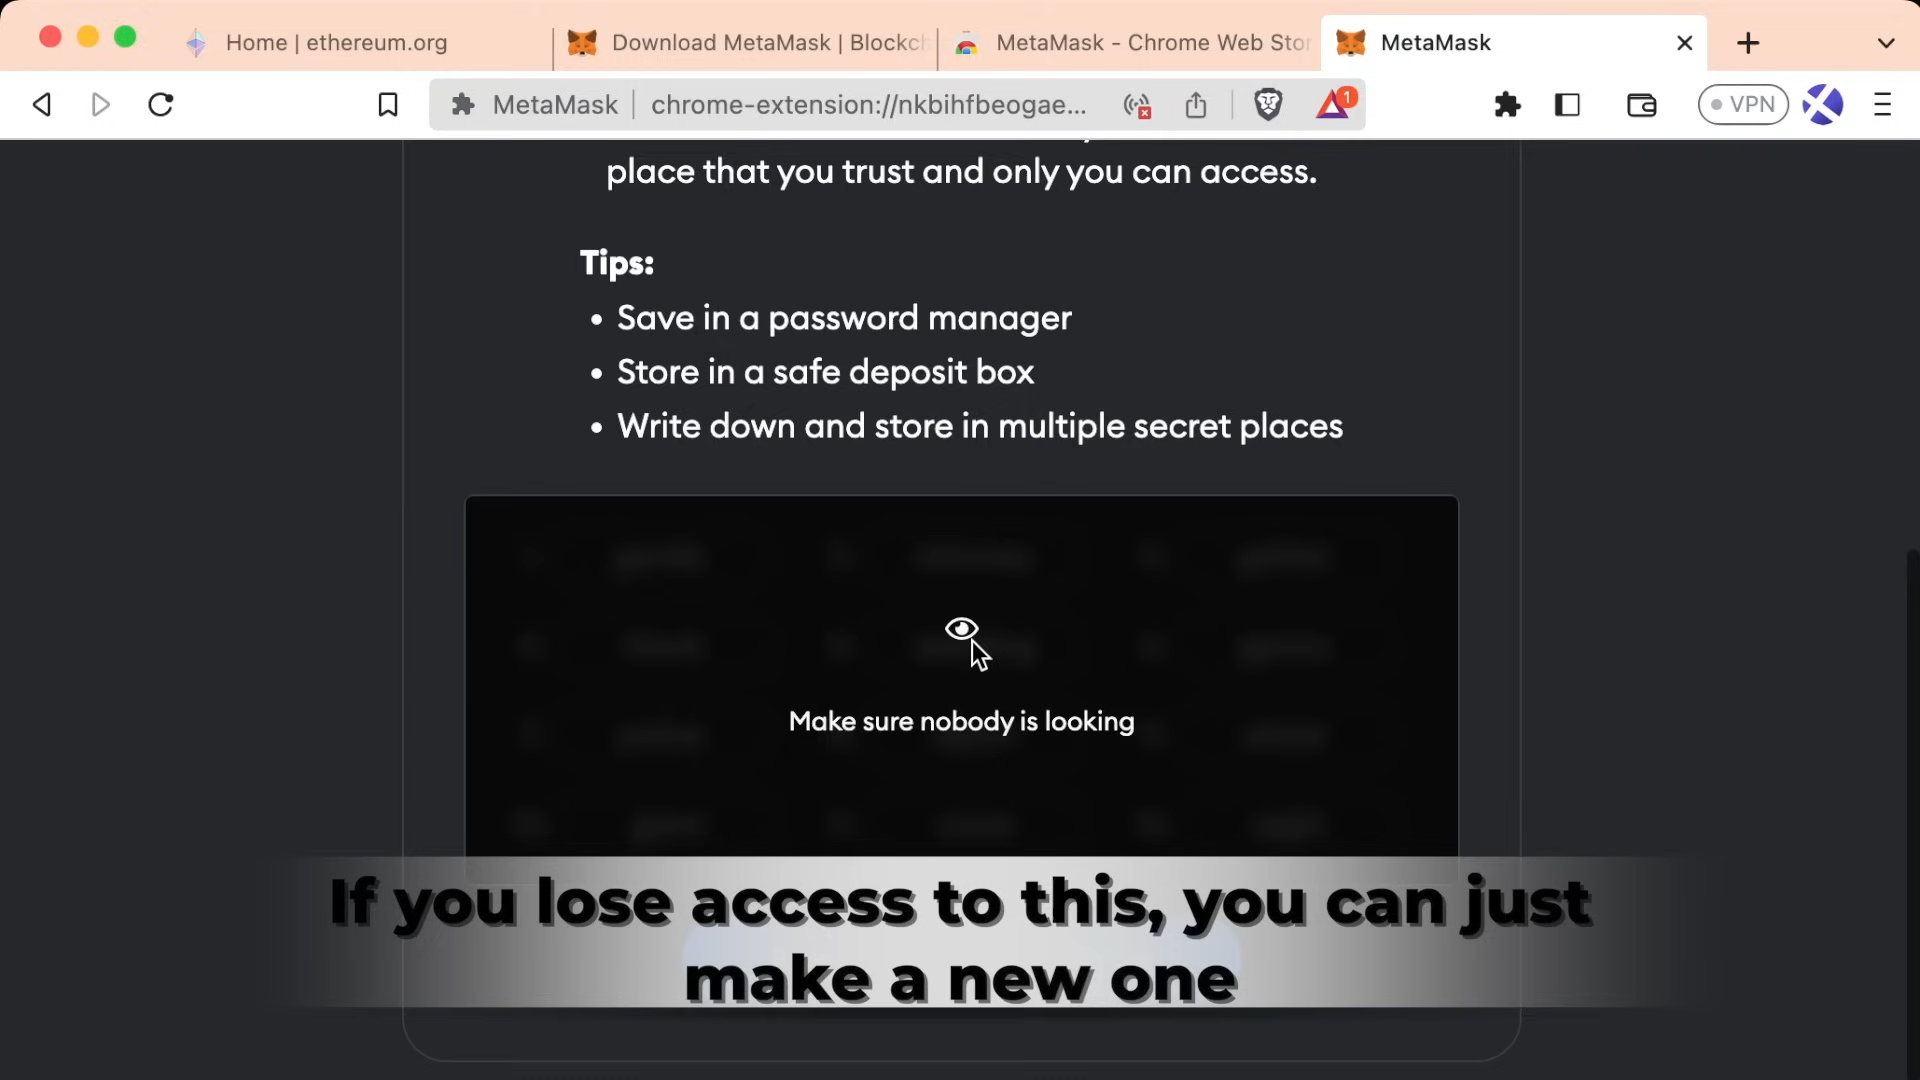 Home | ethereum.org
Download MetaMask | Blockch
MetaMask - Chrome Web Stor
MetaMask
MetaMask
chrome-extension://nkbihfbeogae...
1
VPN
place that you trust and only you can access.
Tips:
• Save in a password manager
• Store in a safe deposit box
• Write down and store in multiple secret places
Make sure nobody is looking
If you lose access to this, you can just
make a new one